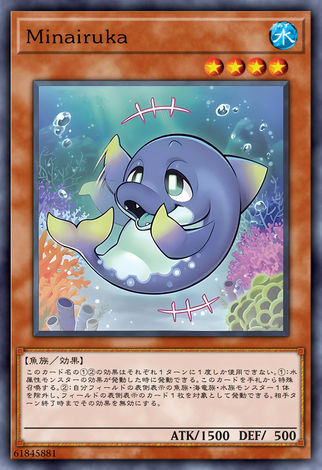 Minairuka
水
【魚族／効果】
このカード名の①②の効果はそれぞれ１ターンに１度しか使用できない。①:水
属性モンスターの効果が発動した時に発動できる。このカードを手札から特殊
召喚する。②:自分フィールドの表側表示の魚族・海竜族・水族モンスター１体
を除外し、フィールドの表側表示のカード１枚を対象として発動できる。相手タ
ーン終了時までその効果を無効にする。
ATK/1500 DEF/ 500
61845881